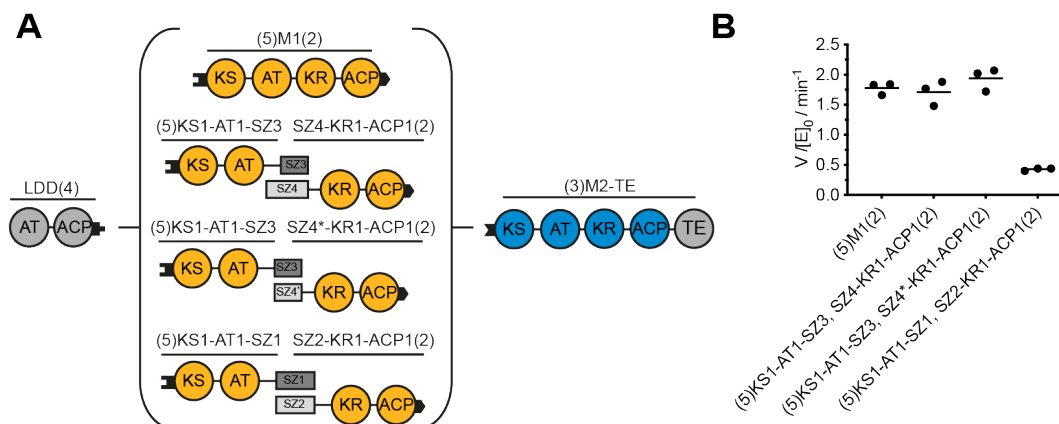 A
(5)M1(2)
KS AT KR ACP
(5)KS1-AT1-SZ3 SZ4-KR1-ACP1(2)
KS AT SZ3
SZ4 KR ACP
LDD(4)
AT ACP
(5)KS1-AT1-SZ3 SZ4*-KR1-ACP1(2)
KS AT SZ3
SZ4* KR ACP
(5)KS1-AT1-SZ1 SZ2-KR1-ACP1(2)
KS AT SZ1
SZ2 KR ACP
(3)M2-TE
KS AT KR ACP TE
B
V /[E]0 / min-1
2.5
2.0
1.5
1.0
0.5
0.0
(5)M1(2)
(5)KS1-AT1-SZ3, SZ4-KR1-ACP1(2)
(5)KS1-AT1-SZ3, SZ4*-KR1-ACP1(2)
(5)KS1-AT1-SZ1, SZ2-KR1-ACP1(2)